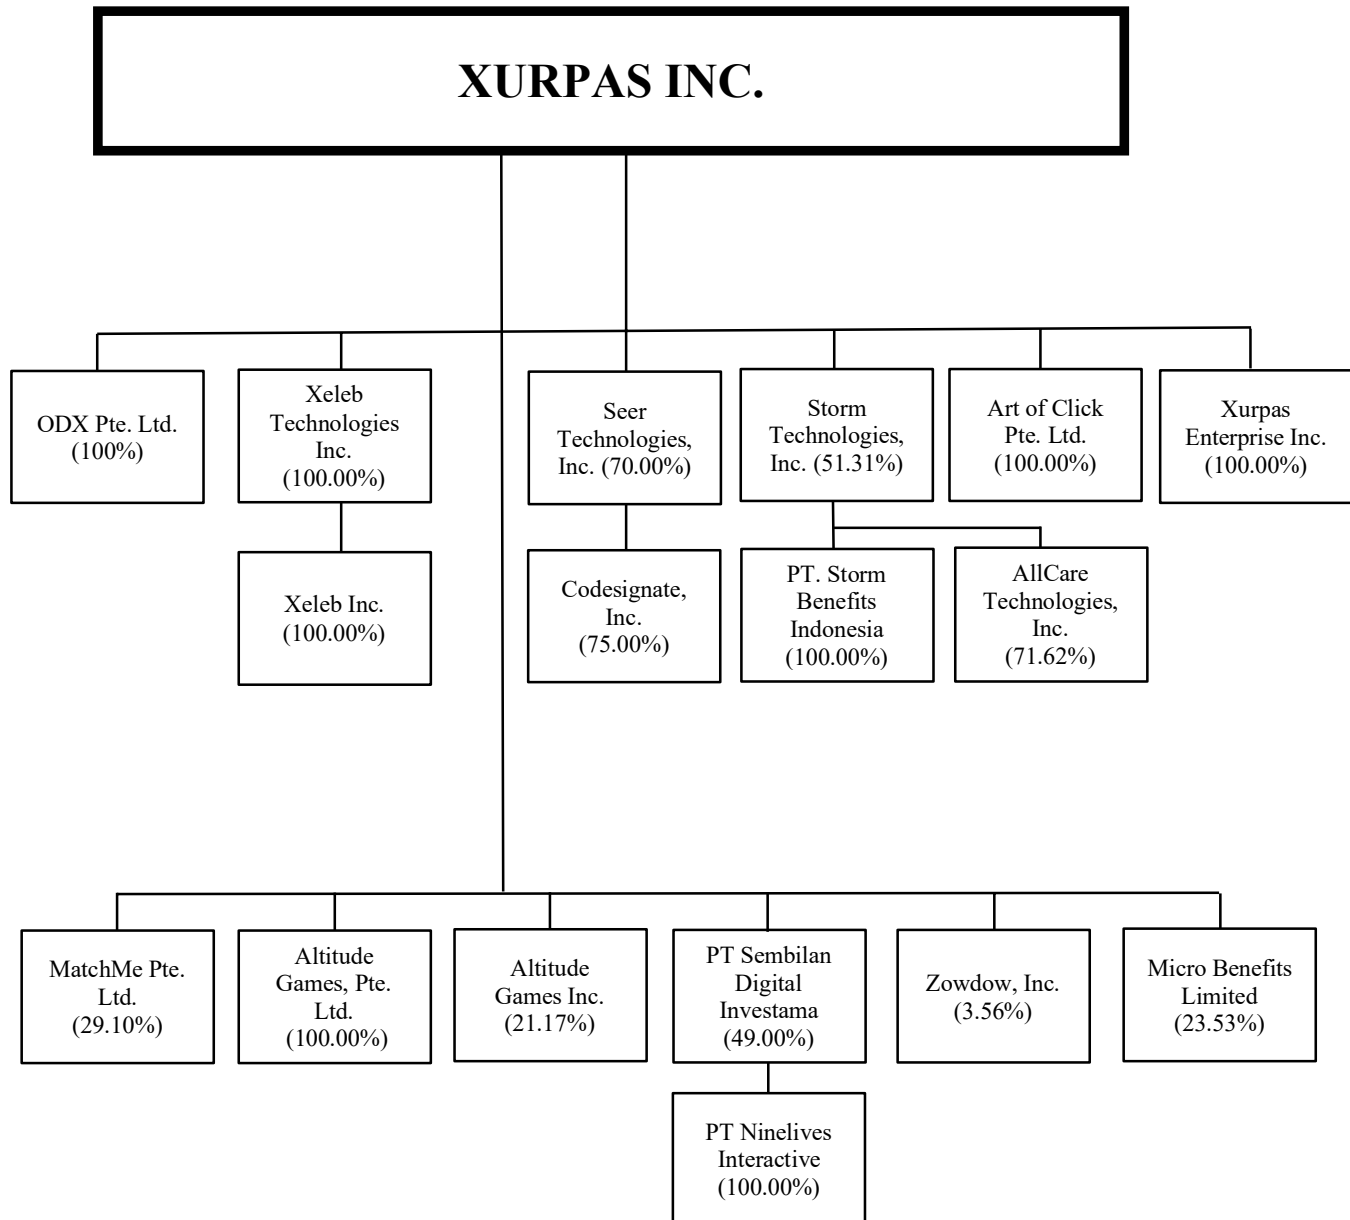 XURPAS INC.
ODX Pte. Ltd.
(100%)
Xeleb
Technologies
Inc.
(100.00%)
Seer
Technologies,
Inc. (70.00%)
Storm
Technologies,
Inc. (51.31%)
Art of Click
Pte. Ltd.
(100.00%)
Xurpas
Enterprise Inc.
(100.00%)
Xeleb Inc.
(100.00%)
Codesignate,
Inc.
(75.00%)
PT. Storm
Benefits
Indonesia
(100.00%)
AllCare
Technologies,
Inc.
(71.62%)
MatchMe Pte.
Ltd.
(29.10%)
Altitude
Games, Pte.
Ltd.
(100.00%)
Altitude
Games Inc.
(21.17%)
PT Sembilan
Digital
Investama
(49.00%)
Zowdow, Inc.
(3.56%)
Micro Benefits
Limited
(23.53%)
PT Ninelives
Interactive
(100.00%)